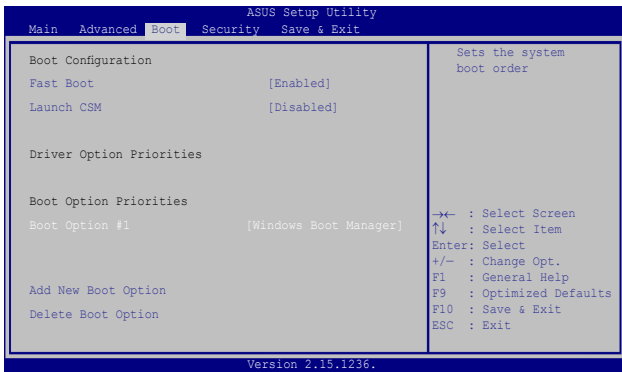 ASUS Setup Utility
Main Advanced Boot Security Save & Exit
Boot Configuration
Fast Boot [Enabled]
Launch CSM [Disabled]
Driver Option Priorities
Boot Option Priorities
Boot Option #1 [Windows Boot Manager]
Add New Boot Option
Delete Boot Option
Sets the system
boot order
→← : Select Screen
↑↓ : Select Item
Enter: Select
+/— : Change Opt.
F1 : General Help
F9 : Optimized Defaults
F10 : Save & Exit
ESC : Exit
Version 2.15.1236.